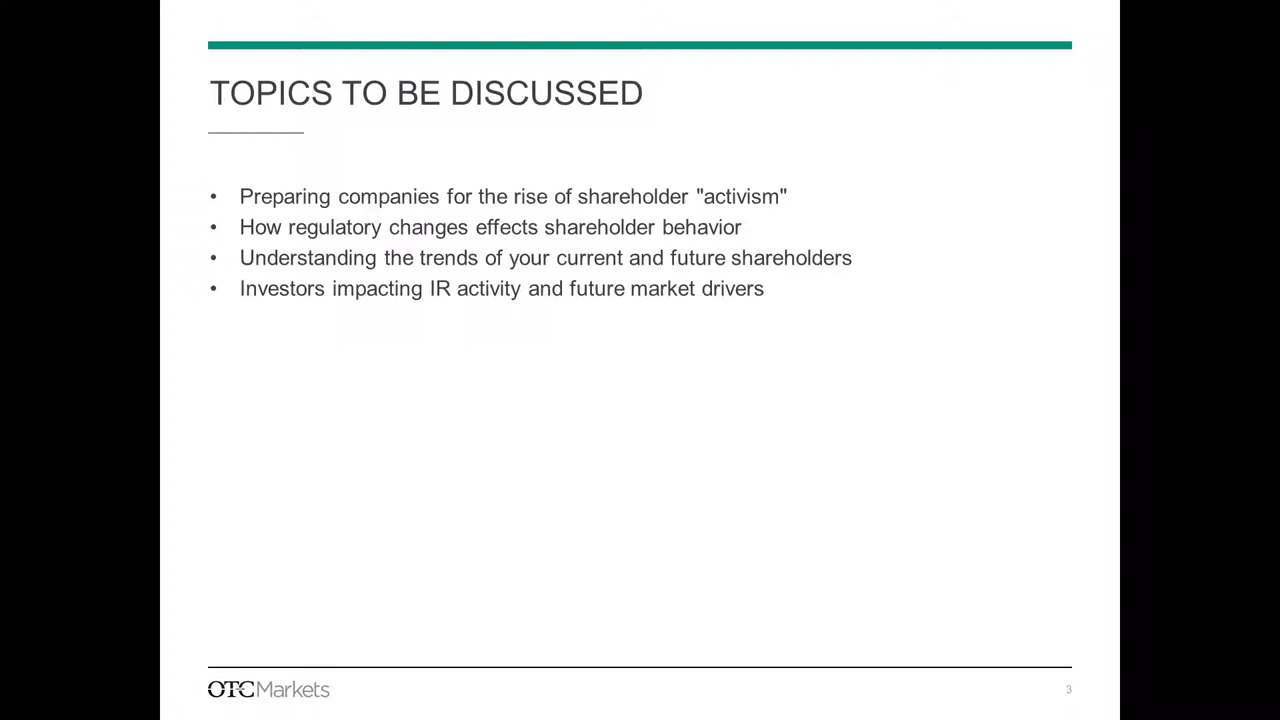 TOPICS TO BE DISCUSSED
• Preparing companies for the rise of shareholder "activism"
• How regulatory changes effects shareholder behavior
• Understanding the trends of your current and future shareholders
• Investors impacting IR activity and future market drivers
OTCMarkets
3